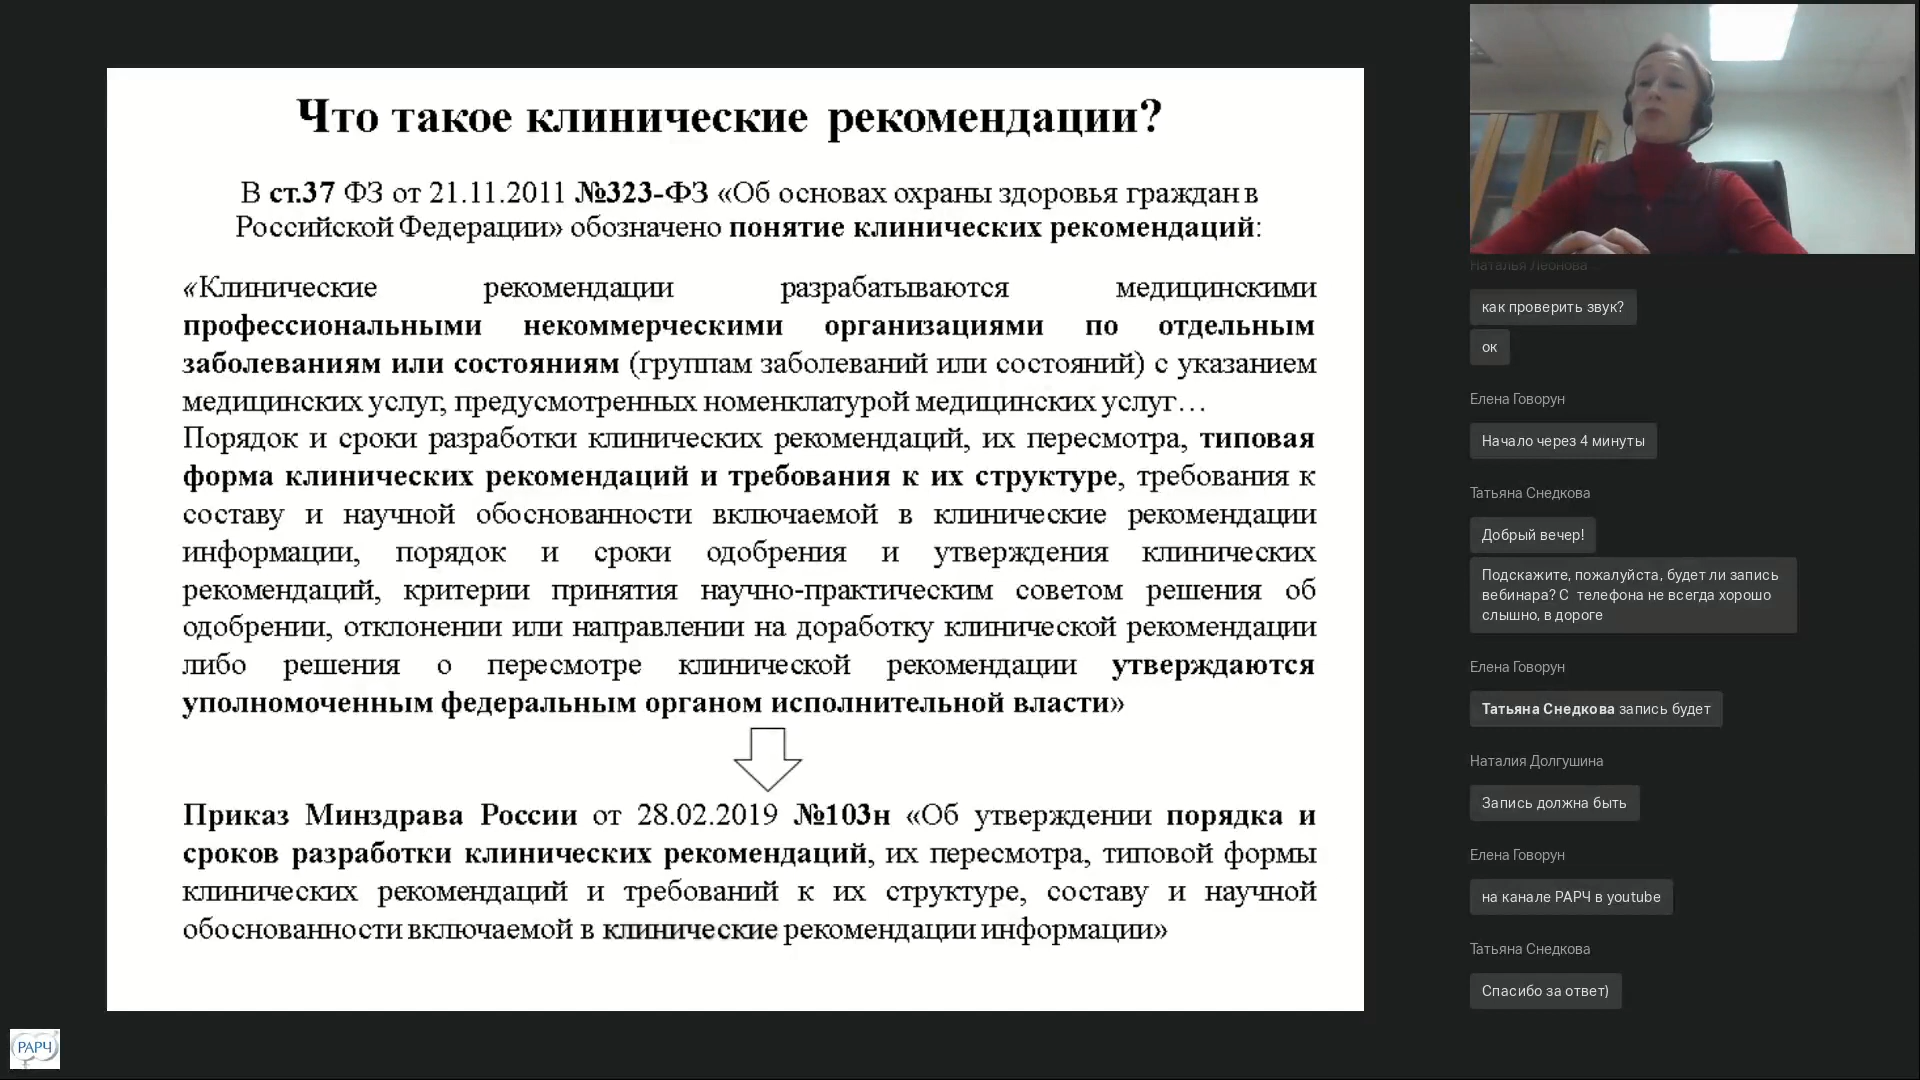 Что такое клинические рекомендации?
В ст.37 ФЗ от 21.11.2011 №323-ФЗ «Об основах охраны здоровья граждан в
Российской Федерации» обозначено понятие клинических рекомендаций:
«Клинические рекомендации разрабатываются медицинскими
профессиональными некоммерческими организациями по отдельным
заболеваниям или состояниям (группам заболеваний или состояний) с указанием
медицинских услуг, предусмотренных номенклатурой медицинских услуг…
Порядок и сроки разработки клинических рекомендаций, их пересмотра, типовая
форма клинических рекомендаций и требования к их структуре, требования к
составу и научной обоснованности включаемой в клинические рекомендации
информации, порядок и сроки одобрения и утверждения клинических
рекомендаций, критерии принятия научно-практическим советом решения об
одобрении, отклонении или направлении на доработку клинической рекомендации
либо решения о пересмотре клинической рекомендации утверждаются
уполномоченным федеральным органом исполнительной власти»
Приказ Минздрава России от 28.02.2019 №103н «Об утверждении порядка и
сроков разработки клинических рекомендаций, их пересмотра, типовой формы
клинических рекомендаций и требований к их структуре, составу и научной
обоснованности включаемой в клинические рекомендации информации»
РАРЧ
Наталья Леонова
как проверить звук?
ок
Елена Говорун
Начало через 4 минуты
Татьяна Снедкова
Добрый вечер!
Подскажите, пожалуйста, будет ли запись
вебинара? С телефона не всегда хорошо
слышно, в дороге
Елена Говорун
Татьяна Снедкова запись будет
Наталия Долгушина
Запись должна быть
Елена Говорун
на канале РАРЧ в youtube
Татьяна Снедкова
Спасибо за ответ)